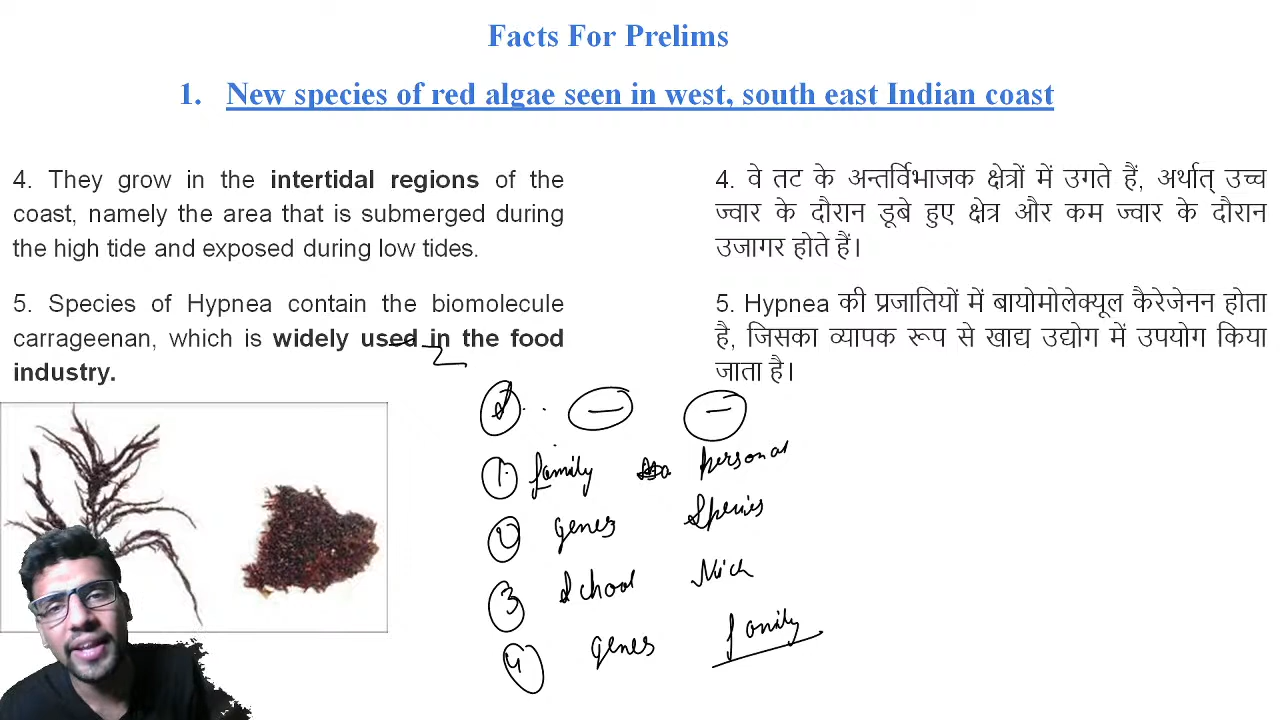 Facts For Prelims
1. New species of red algae seen in west, south east Indian coast
4. They grow in the intertidal regions of the
coast, namely the area that is submerged during
the high tide and exposed during low tides.
5. Species of Hypnea contain the biomolecule
carrageenan, which is widely used in the food
industry.
4. वे तट के अन्तर्विभाजक क्षेत्रों में उगते हैं, अर्थात् उच्च
ज्वार के दौरान डूबे हुए क्षेत्र और कम ज्वार के दौरान
उजागर होते हैं।
5. Hypnea की प्रजातियों में बायोमोलेक्यूल कैरेजेनन होता
है, जिसका व्यापक रूप से खाद्य उद्योग में उपयोग किया
जाता है।
1. family personal
genes Species
3 School
4 genes family